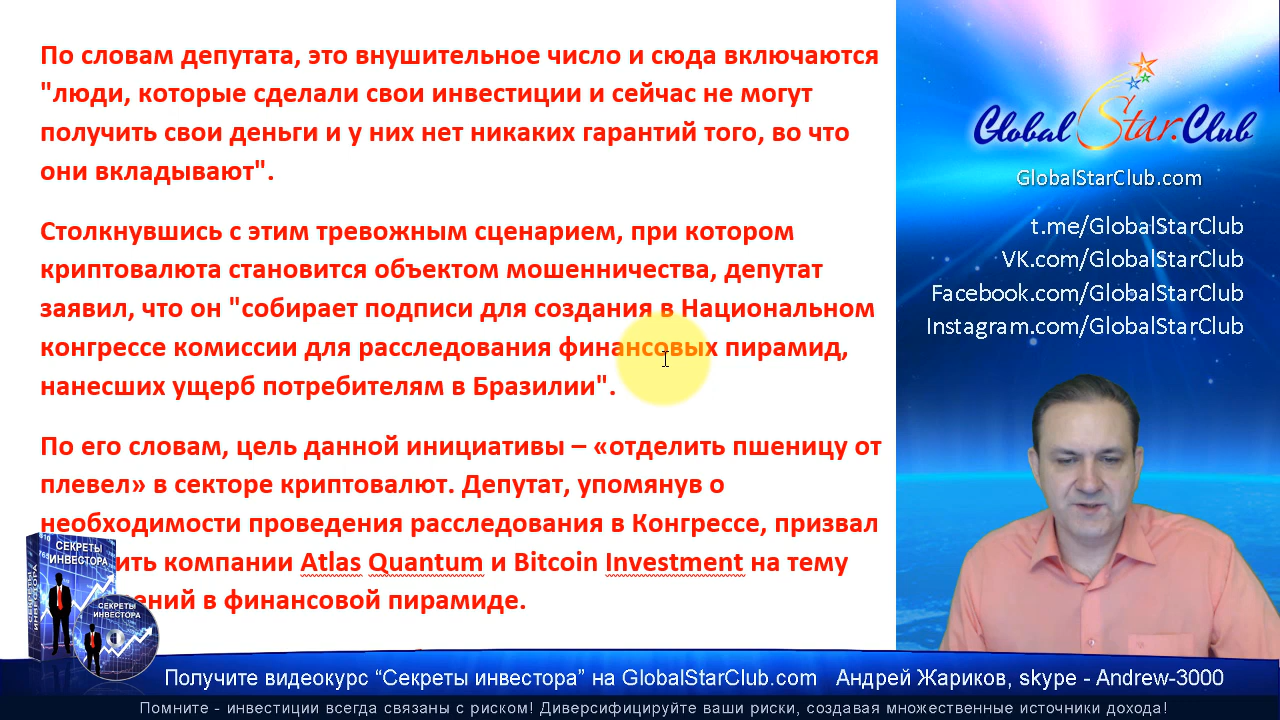 По словам депутата, это внушительное число и сюда включаются
"люди, которые сделали свои инвестиции и сейчас не могут
получить свои деньги и у них нет никаких гарантий того, во что
они вкладывают".
Столкнувшись с этим тревожным сценарием, при котором
криптовалюта становится объектом мошенничества, депутат
заявил, что он "собирает подписи для создания в Национальном
конгрессе комиссии для расследования финансовых пирамид,
нанесших ущерб потребителям в Бразилии".
По его словам, цель данной инициативы – «отделить пшеницу от
плевел» в секторе криптовалют. Депутат, упомянув о
необходимости проведения расследования в Конгрессе, призвал
компании Atlas Quantum и Bitcoin Investment на тему
в финансовой пирамиде.
Global Star.Club
GlobalStarClub.com
t.me/GlobalStarClub
VK.com/GlobalStarClub
Facebook.com/GlobalStarClub
Instagram.com/GlobalStarClub
СЕКРЕТЫ
ИНВЕСТОРА
СЕКРЕТЫ
ИНВЕСТОРА
Получите видеокурс “Секреты инвестора” на GlobalStarClub.com Андрей Жариков, skype - Andrew-3000
Помните - инвестиции всегда связаны с риском! Диверсифицируйте ваши риски, создавая множественные источники дохода!